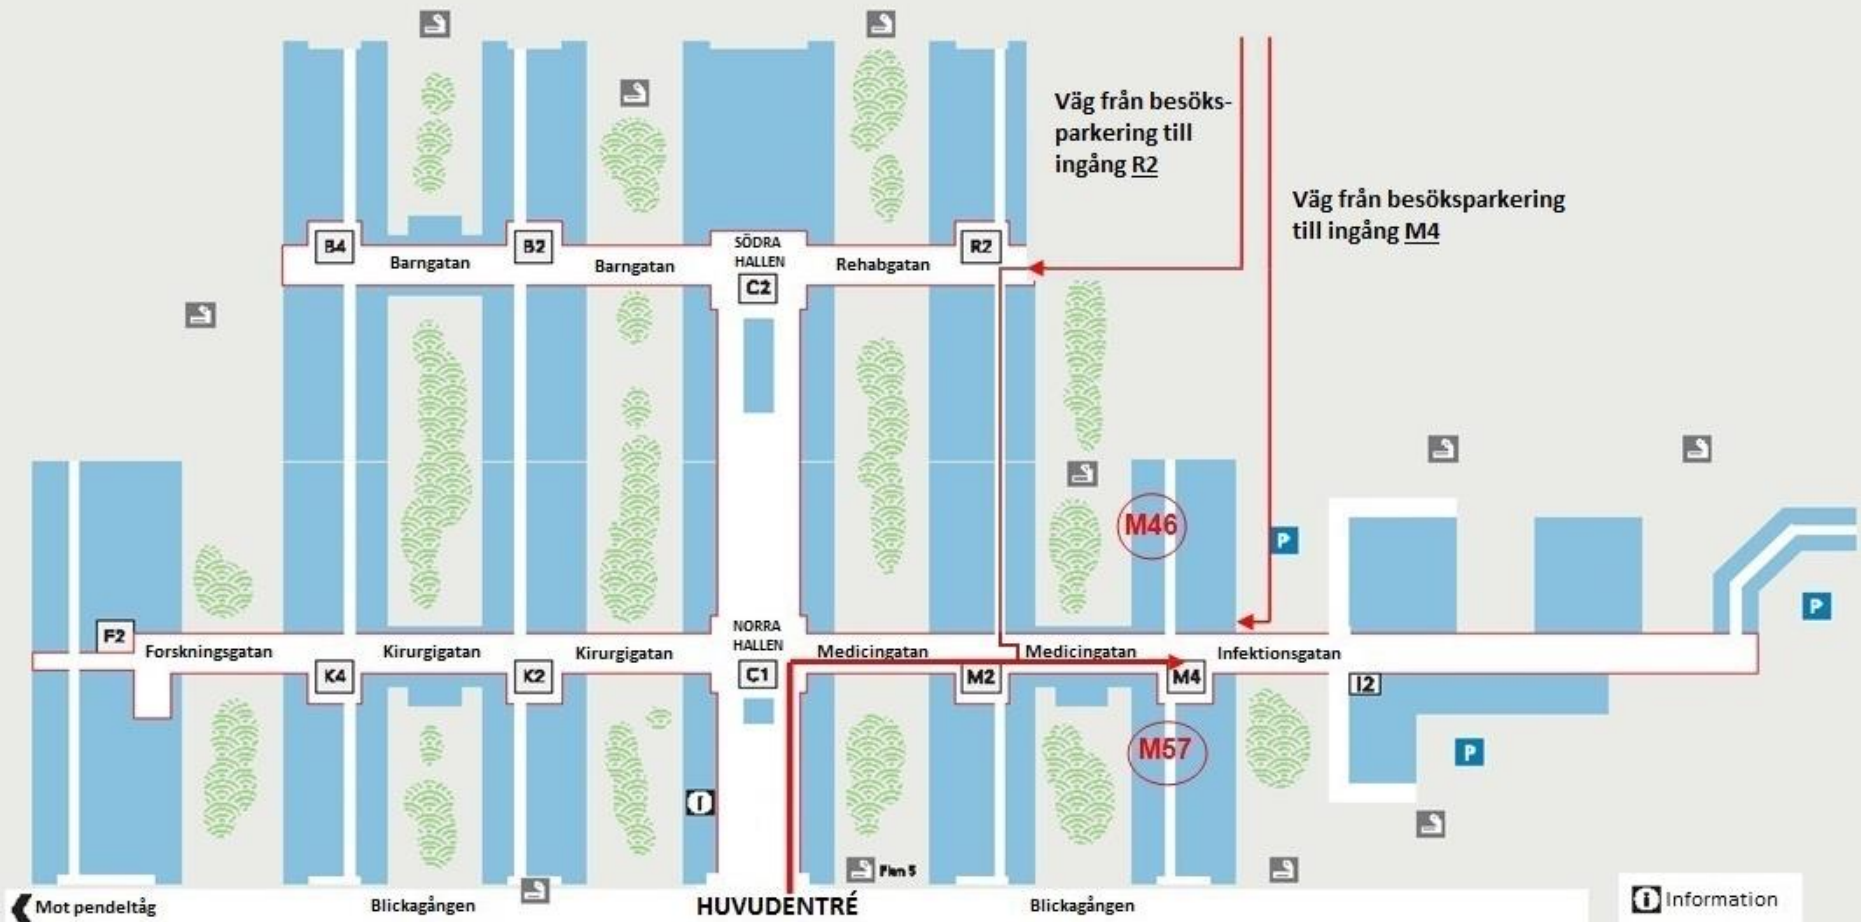 Väg från besöks-
parkering till
ingång R2
Väg från besöksparkering
till ingång M4
B4
B2
SÖDRA
HALLEN
R2
Barngatan
Barngatan
Rehabgatan
C2
M46
P
P
F2
NORRA
HALLEN
Forskningsgatan
Kirurgigatan
Kirurgigatan
Medicingatan
Medicingatan
Infektionsgatan
K4
K2
C1
M2
M4
I2
M57
P
i
Plan 5
Mot pendeltåg
Blickagången
HUVUDENTRÉ
Blickagången
i Information